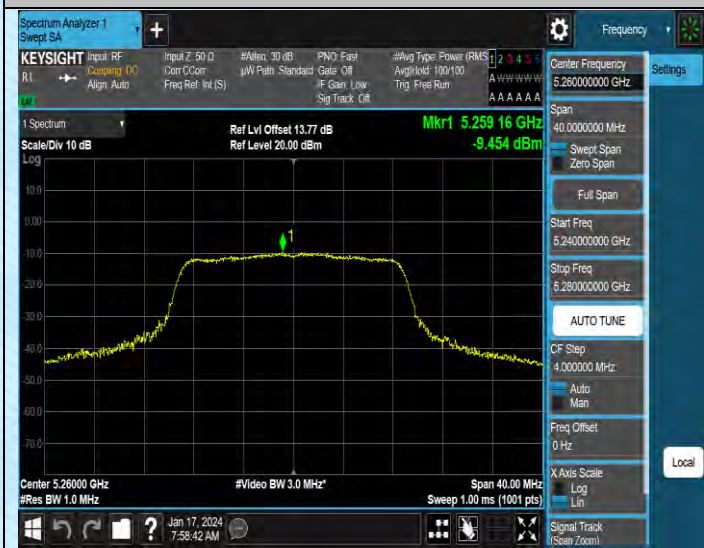 Spectrum Analyzer 1
Swept SA
+
Frequency
KEYSIGHT
RL
Input: RF
Coupling: DC
Align: Auto
Input Z: 50 Ω
Corr CCorr
Freq Ref: Int (S)
#Atten: 30 dB
µW Path: Standard
PNO: Fast
Gate: Off
IF Gain: Low
Sig Track: Off
#Avg Type: Power (RMS
Avg|Hold: 100/100
Trig: Free Run
1 2 3 4 5 6
A W W W W W
A A A A A A
1 Spectrum
Scale/Div 10 dB
Log
Ref Lvl Offset 13.77 dB
Ref Level 20.00 dBm
Mkr1 5.259 16 GHz
-9.454 dBm
10.0
0.00
-10.0
-20.0
-30.0
-40.0
-50.0
-60.0
-70.0
1
Center 5.26000 GHz
#Res BW 1.0 MHz
#Video BW 3.0 MHz*
Span 40.00 MHz
Sweep 1.00 ms (1001 pts)
Center Frequency
5.260000000 GHz
Settings
Span
40.0000000 MHz
Swept Span
Zero Span
Full Span
Start Freq
5.240000000 GHz
Stop Freq
5.280000000 GHz
AUTO TUNE
CF Step
4.000000 MHz
Auto
Man
Freq Offset
0 Hz
X Axis Scale
Log
Lin
Local
Signal Track
(Span Zoom)
?
Jan 17, 2024
7:58:42 AM